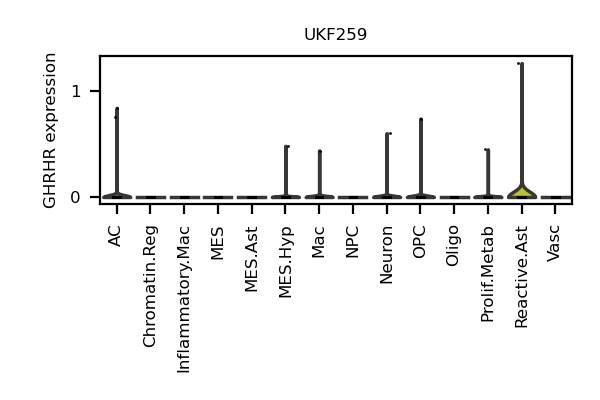 UKF259
GHRHR expression
1
0
AC
Chromatin.Reg
Inflammatory.Mac
MES
MES.Ast
MES.Hyp
Mac
NPC
Neuron
OPC
Oligo
Prolif.Metab
Reactive.Ast
Vasc